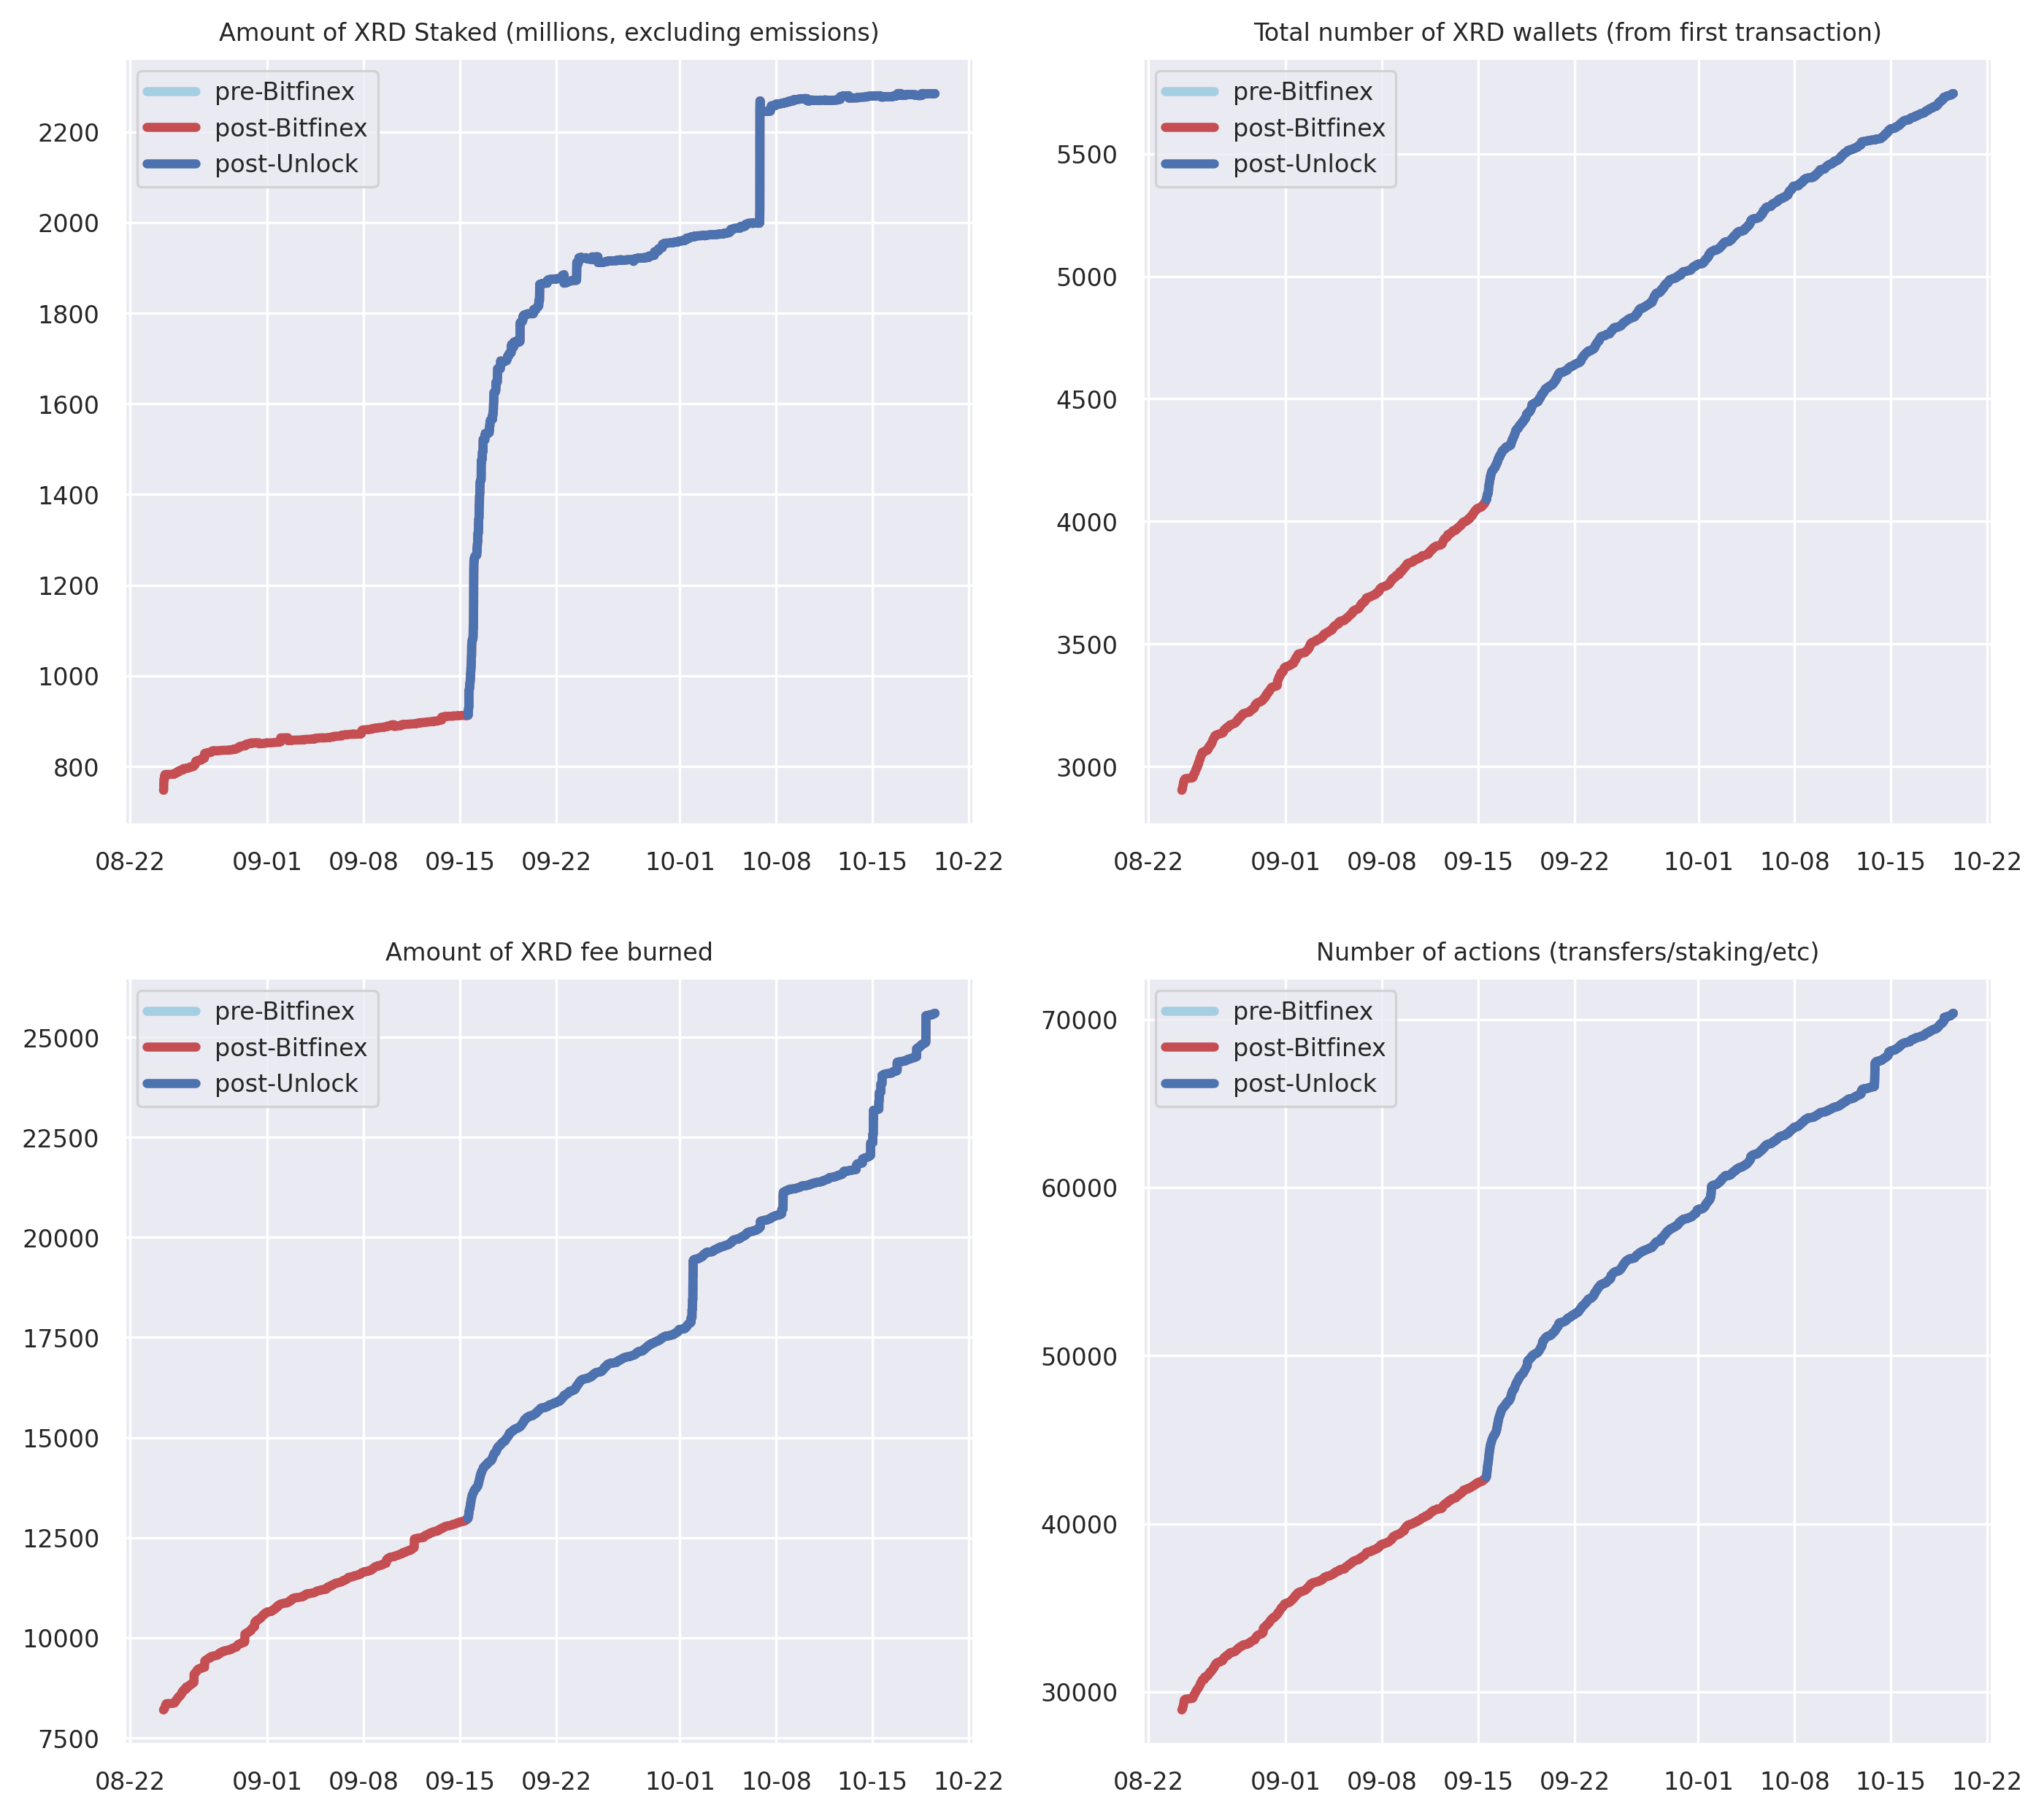 Amount of XRD Staked (millions, excluding emissions)
pre-Bitfinex
post-Bitfinex
post-Unlock
2200
2000
1800
1600
1400
1200
1000
800
08-22 09-01 09-08 09-15 09-22 10-01 10-08 10-15 10-22
Total number of XRD wallets (from first transaction)
pre-Bitfinex
post-Bitfinex
post-Unlock
5500
5000
4500
4000
3500
3000
08-22 09-01 09-08 09-15 09-22 10-01 10-08 10-15 10-22
Amount of XRD fee burned
pre-Bitfinex
post-Bitfinex
post-Unlock
25000
22500
20000
17500
15000
12500
10000
7500
08-22 09-01 09-08 09-15 09-22 10-01 10-08 10-15 10-22
Number of actions (transfers/staking/etc)
pre-Bitfinex
post-Bitfinex
post-Unlock
70000
60000
50000
40000
30000
08-22 09-01 09-08 09-15 09-22 10-01 10-08 10-15 10-22